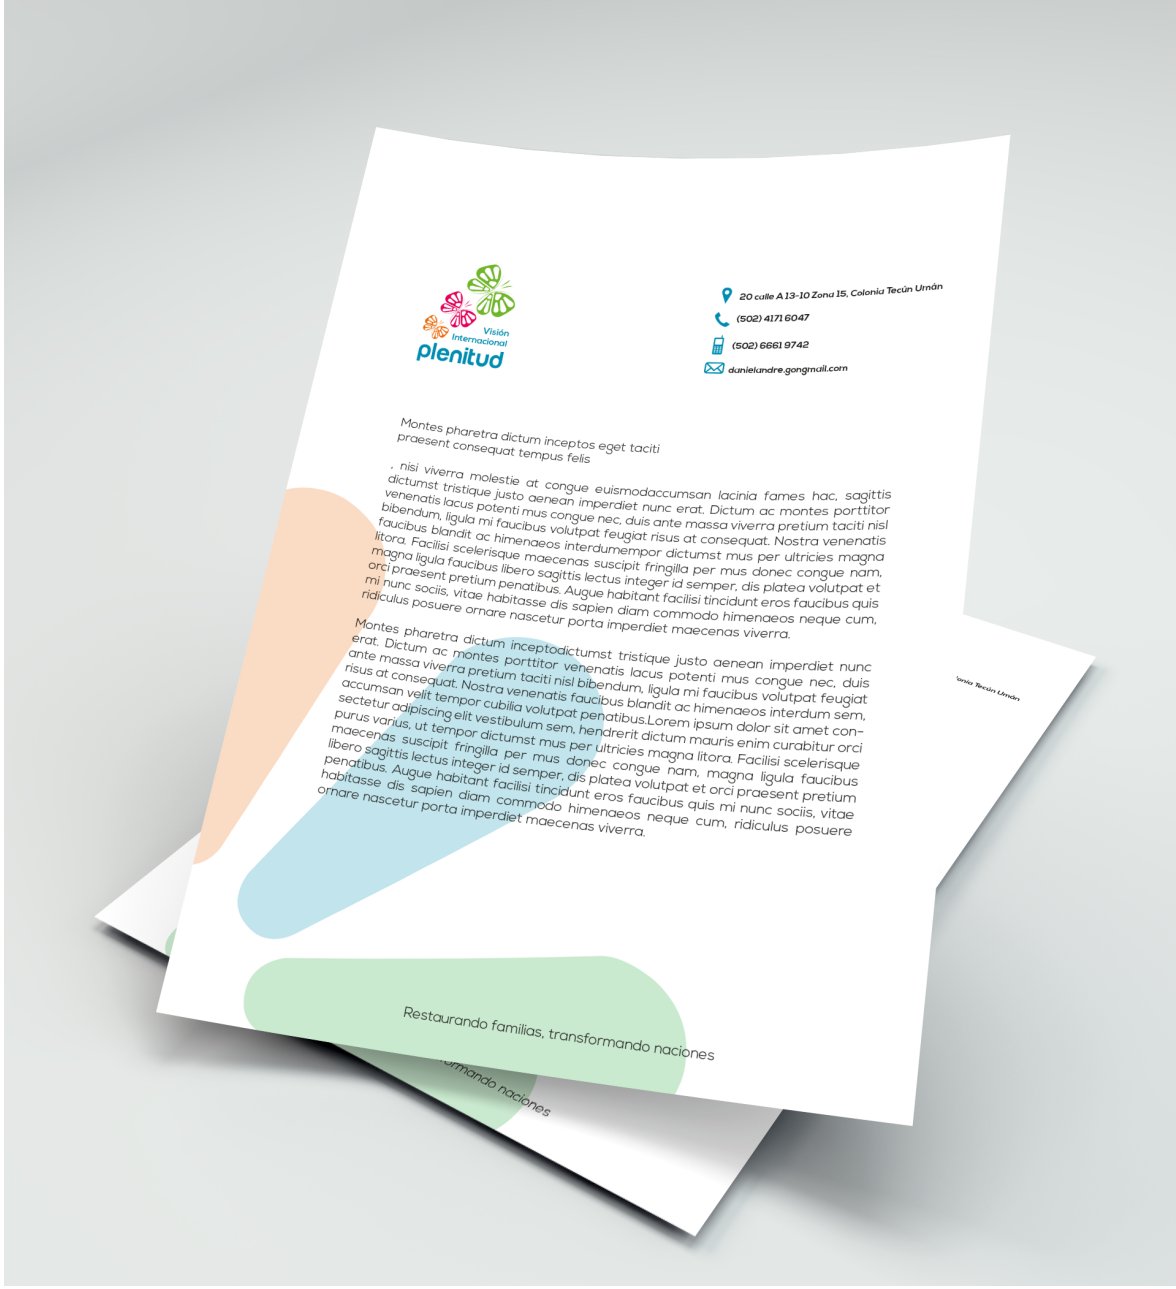 Visión
Internacional
plenitud
20 calle A 13-10 Zona 15, Colonia Tecún Umán
(502) 4171 6047
(502) 6661 9742
danielandre.gongmail.com
Montes pharetra dictum inceptos eget taciti
praesent consequat tempus felis
, nisi viverra molestie at congue euismodaccumsan lacinia fames hac, sagittis
dictumst tristique justo aenean imperdiet nunc erat. Dictum ac montes porttitor
venenatis lacus potenti mus congue nec, duis ante massa viverra pretium taciti nisl
bibendum, ligula mi faucibus volutpat feugiat risus at consequat. Nostra venenatis
faucibus blandit ac himenaeos interdumempor dictumst mus per ultricies magna
litora. Facilisi scelerisque maecenas suscipit fringilla per mus donec congue nam,
magna ligula faucibus libero sagittis lectus integer id semper, dis platea volutpat et
orci praesent pretium penatibus. Augue habitant facilisi tincidunt eros faucibus quis
mi nunc sociis, vitae habitasse dis sapien diam commodo himenaeos neque cum,
ridiculus posuere ornare nascetur porta imperdiet maecenas viverra.
Montes pharetra dictum inceptodictumst tristique justo aenean imperdiet nunc
erat. Dictum ac montes porttitor venenatis lacus potenti mus congue nec, duis
ante massa viverra pretium taciti nisl bibendum, ligula mi faucibus volutpat feugiat
risus at consequat. Nostra venenatis faucibus blandit ac himenaeos interdum sem,
accumsan velit tempor cubilia volutpat penatibus.Lorem ipsum dolor sit amet con-
sectetur adipiscing elit vestibulum sem, hendrerit dictum mauris enim curabitur orci
purus varius, ut tempor dictumst mus per ultricies magna litora. Facilisi scelerisque
maecenas suscipit fringilla per mus donec congue nam, magna ligula faucibus
libero sagittis lectus integer id semper, dis platea volutpat et orci praesent pretium
penatibus. Augue habitant facilisi tincidunt eros faucibus quis mi nunc sociis, vitae
habitasse dis sapien diam commodo himenaeos neque cum, ridiculus posuere
ornare nascetur porta imperdiet maecenas viverra.
Restaurando familias, transformando naciones
onia Tecún Umán
formando naciones